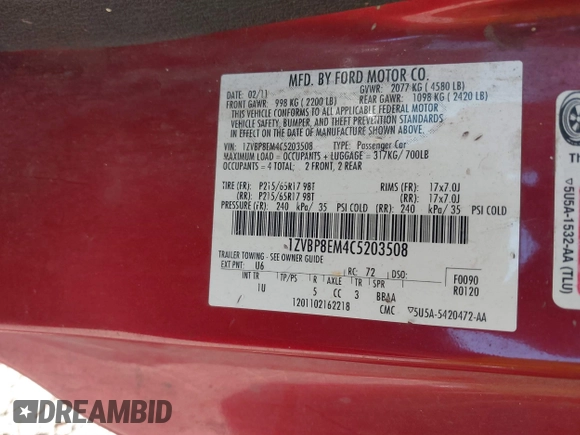 MFD. BY FORD MOTOR CO.
DATE: 02/11 GVWR: 2077 KG ( 4580 LB)
FRONT GAWR: 998 KG ( 2200 LB) REAR GAWR: 1098 KG ( 2420 LB)
THIS VEHICLE CONFORMS TO ALL APPLICABLE FEDERAL MOTOR
VEHICLE SAFETY, BUMPER, AND THEFT PREVENTION STANDARDS
IN EFFECT ON THE DATE OF MANUFACTURE SHOWN ABOVE.
VIN: 1ZVBP8EM4C5203508 TYPE: Passenger Car
MAXIMUM LOAD = OCCUPANTS + LUGGAGE = 317KG/ 700LB
OCCUPANTS = 4 TOTAL; 2 FRONT, 2 REAR
TIRE (FR): P215/65R17 98T RIMS (FR): 17x7.0J
(RR): P215/65R17 98T (RR): 17x7.0J
PRESSURE (FR): 240 kPa/ 35 PSI COLD (RR): 240 kPa/ 35 PSI COLD
1ZVBP8EM4C5203508
TRAILER TOWING - SEE OWNER GUIDE
EXT PNT: U6 RC: 72 DSO: F0090
INT TR TP/PS R AXLE TR SPR R0120
1U 5 CC 3 BBAA
1201102162218 CMC ▽5U5A-5420472-AA
▽5U5A-1532-AA (TLU)
DREAMBID